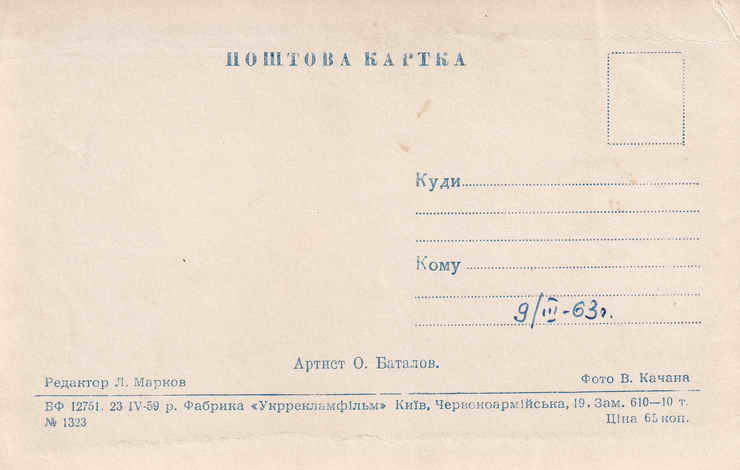 ПОШТОВА КАРТКА
Куди
Кому
9/III-63г.
Артист О. Баталов.
Редактор Л. Марков
Фото В. Качана
БФ 12751. 23 IV-59 р. Фабрика «Укррекламфільм» Київ, Червоноармійська, 19. Зам. 610—10 т.
№ 1323
Ціна 65 коп.